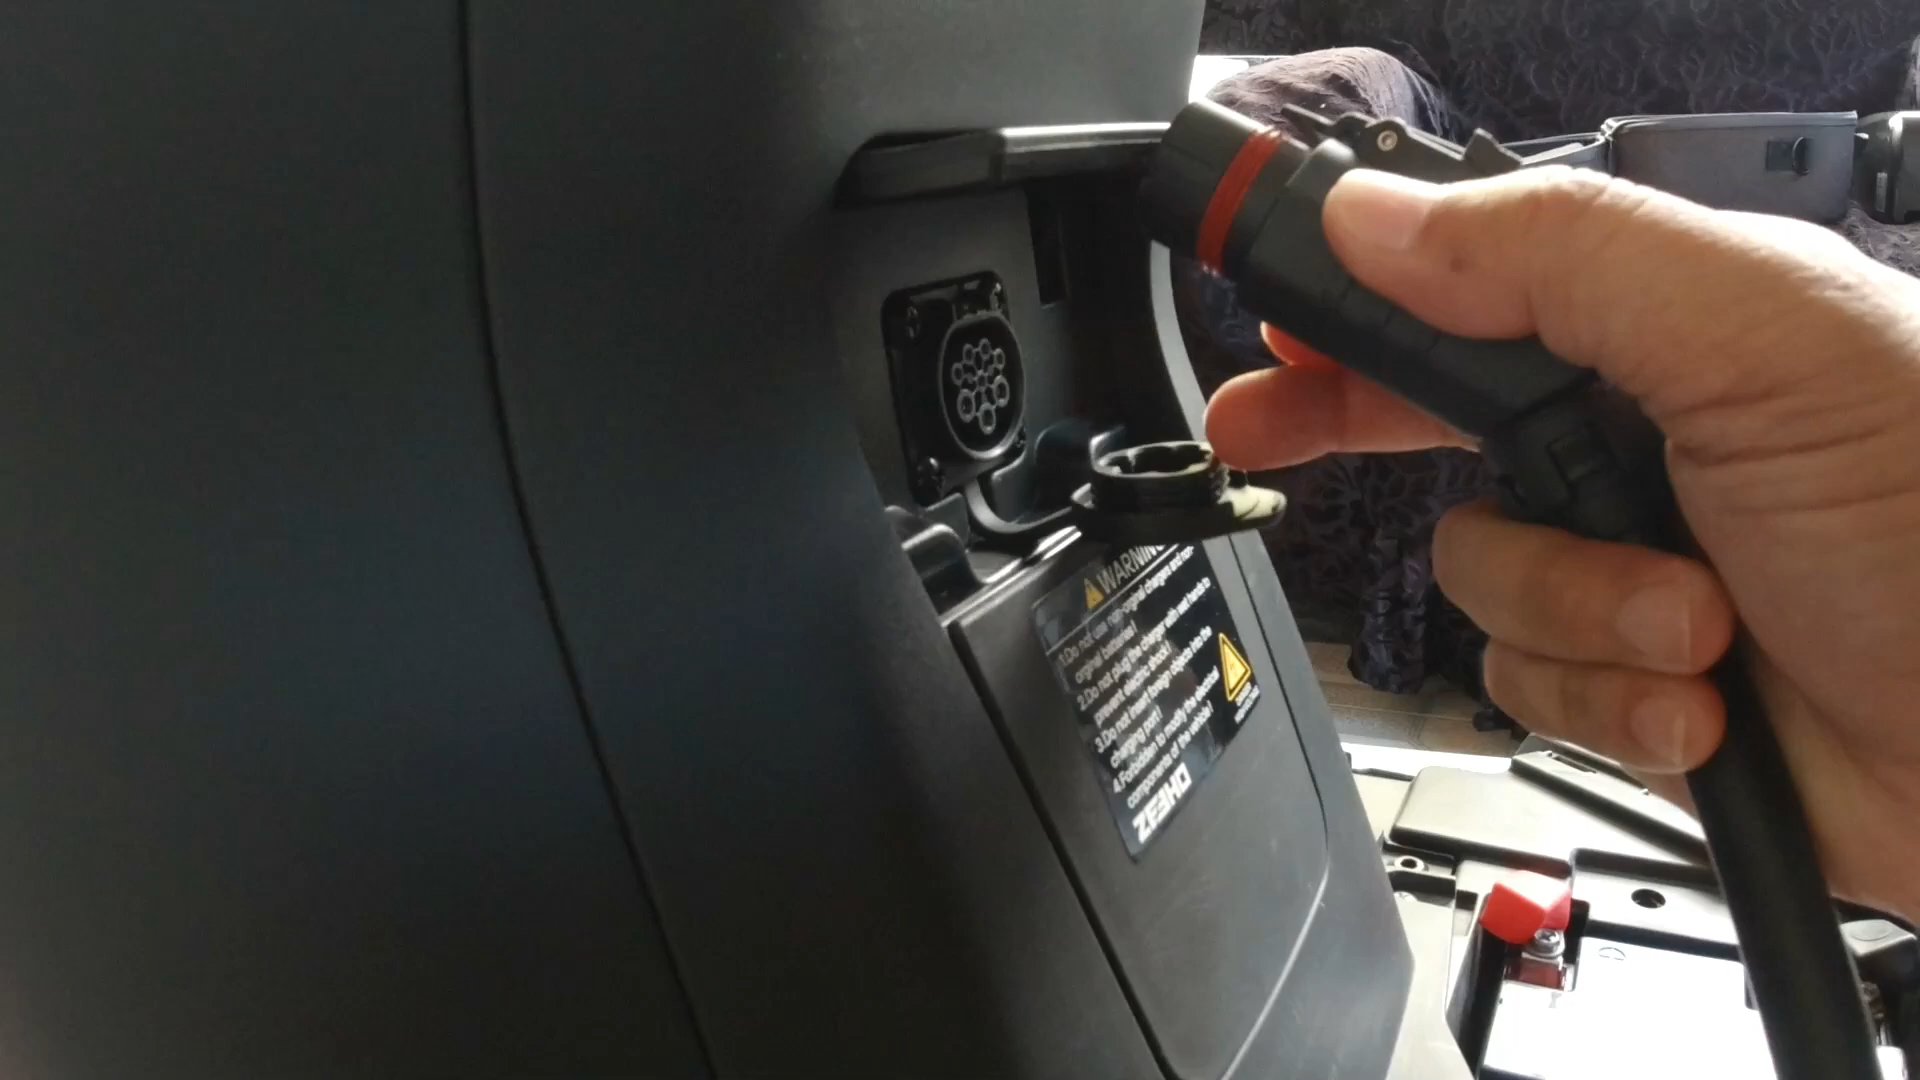 WARNING
1.Do not use non-original chargers and non-
original batteries!
2.Do not plug the charger with wet hands to
prevent electric shock!
3.Do not insert foreign objects into the
charging port!
4.Forbidden to modify the electrical
components of the vehicle!
ZEEHO